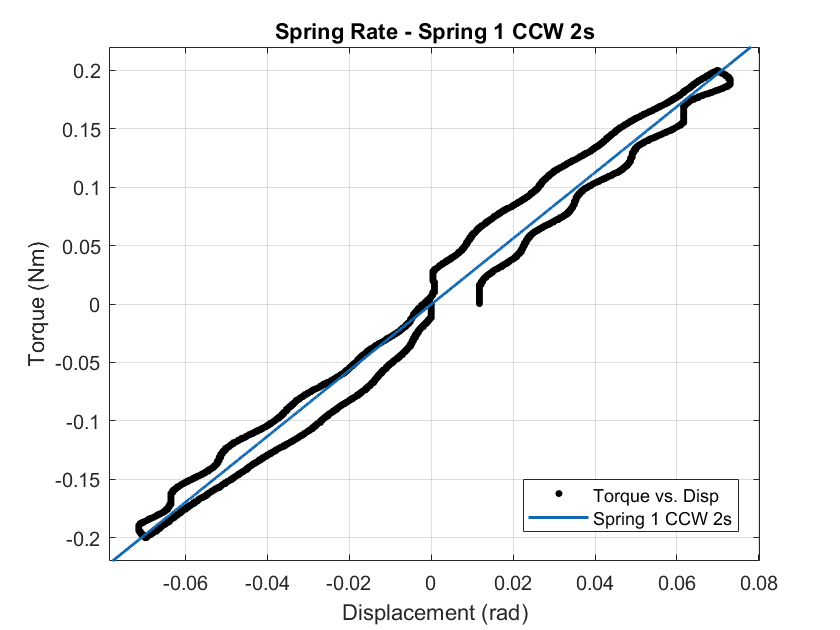 Spring Rate - Spring 1 CCW 2s
0.2
0.15
0.1
0.05
0
-0.05
-0.1
-0.15
-0.2
Torque (Nm)
Torque vs. Disp
Spring 1 CCW 2s
-0.06 -0.04 -0.02 0 0.02 0.04 0.06 0.08
Displacement (rad)